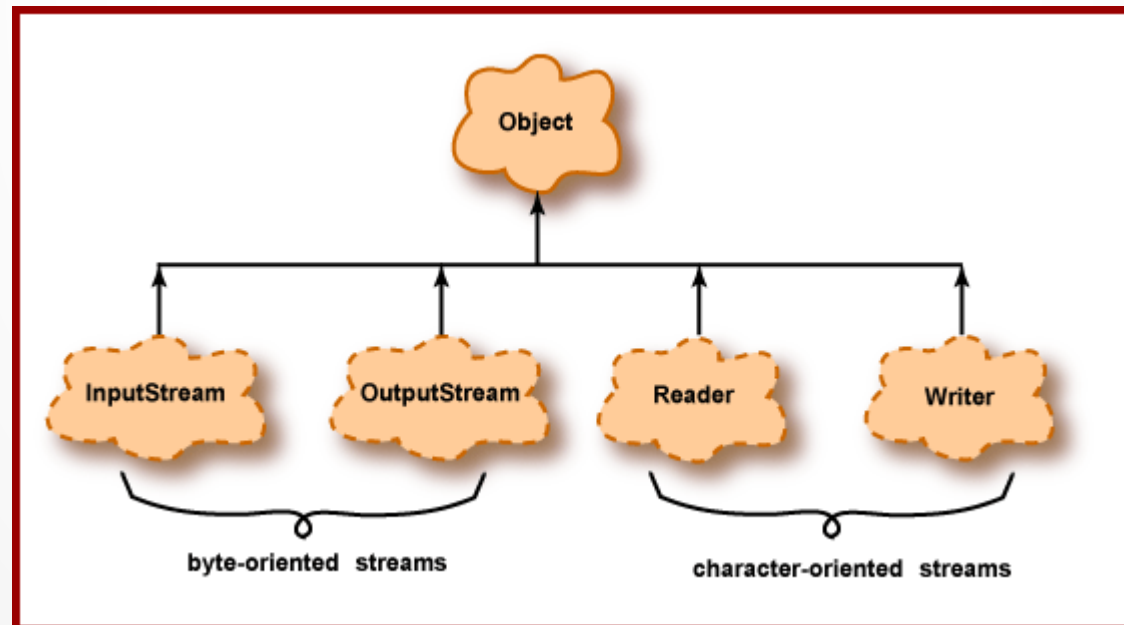 Object
InputStream
OutputStream
Reader
Writer
byte-oriented streams
character-oriented streams